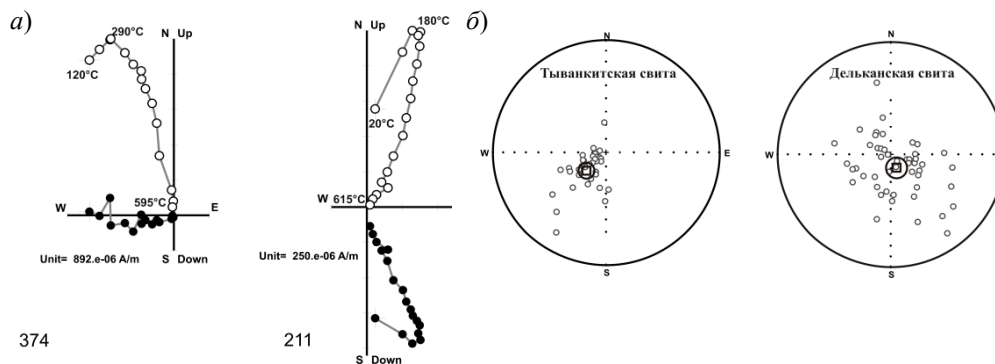 а)
N Up
290°C
120°C
595°C
W E
Unit= 892.e-06 A/m
S Down
374
180°C
20°C
W 615°C
Unit= 250.e-06 A/m
S Down
211
б)
N
Тыванкитская свита
W E
S
N
Дельканская свита
W
S